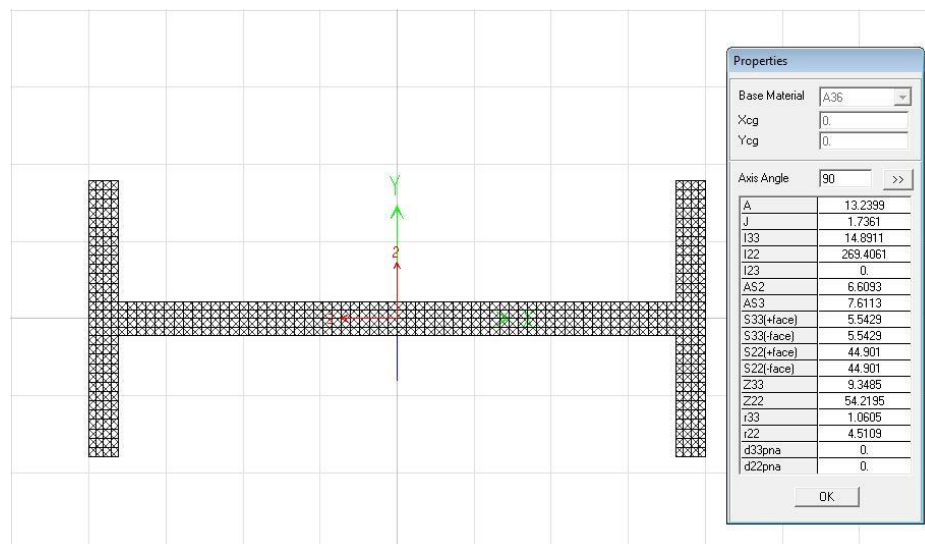 Properties
Base Material A36
Xcg 0.
Ycg 0.
Axis Angle 90 >>
A 13.2399
J 1.7361
I33 14.8911
I22 269.4061
I23 0.
AS2 6.6093
AS3 7.6113
S33(+face) 5.5429
S33(-face) 5.5429
S22(+face) 44.901
S22(-face) 44.901
Z33 9.3485
Z22 54.2195
r33 1.0605
r22 4.5109
d33pna 0.
d22pna 0.
OK
Y
2
3
X